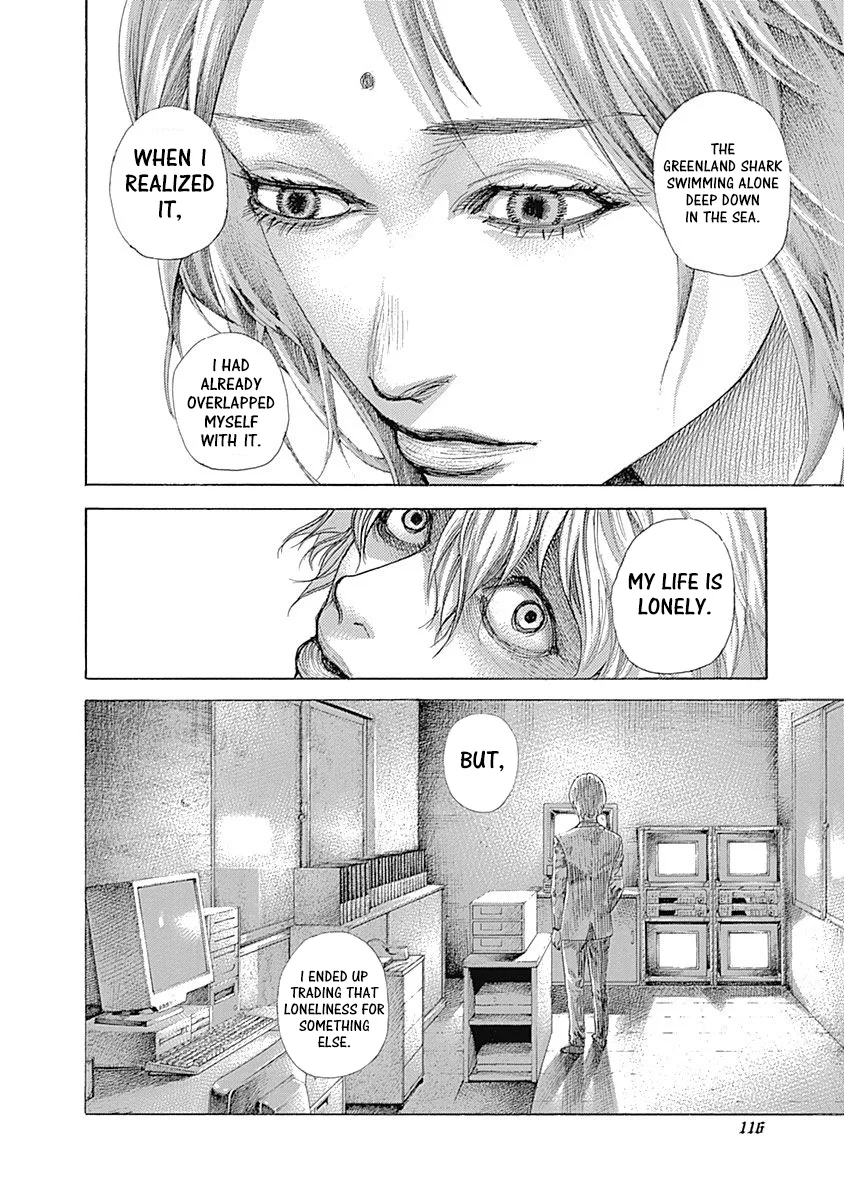 THE
GREENLAND SHARK
SWIMMING ALONE
DEEP DOWN
IN THE SEA.
WHEN I
REALIZED
IT,
I HAD
ALREADY
OVERLAPPED
MYSELF
WITH IT.
MY LIFE IS
LONELY.
BUT,
I ENDED UP
TRADING THAT
LONELINESS FOR
SOMETHING
ELSE.
116